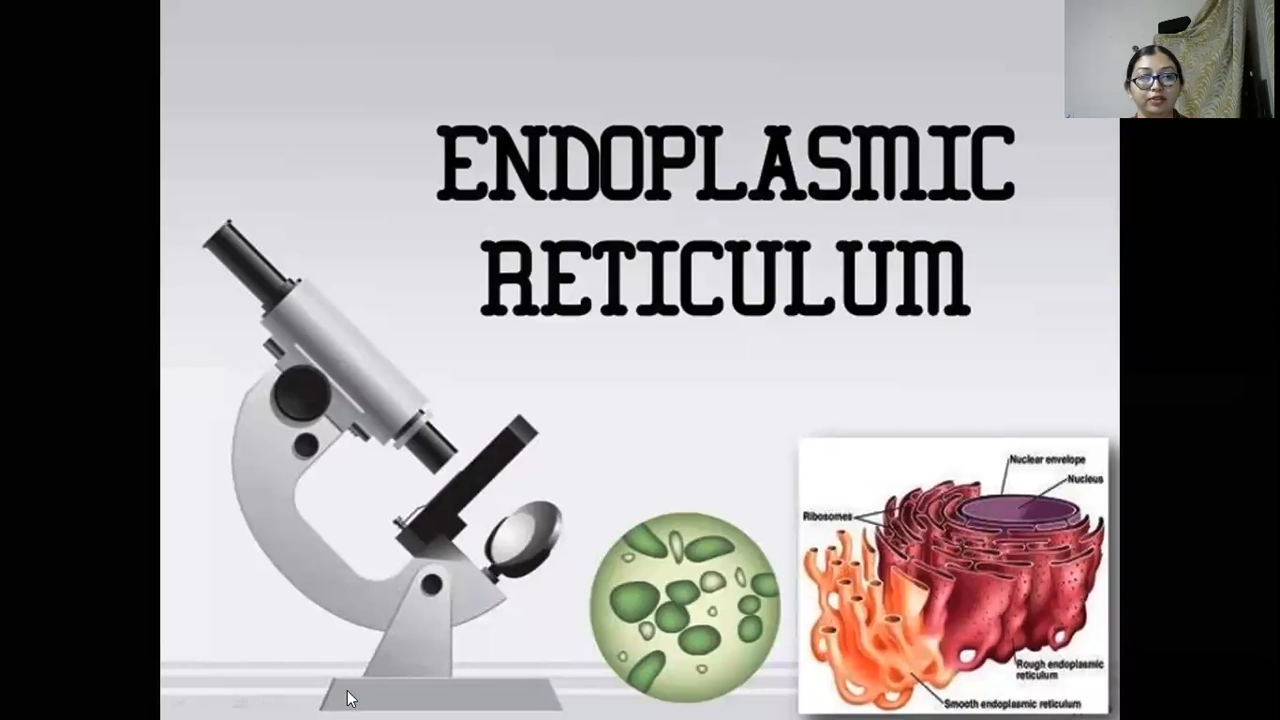 ENDOPLASMIC
RETICULUM
Nuclear envelope
Nucleus
Ribosomes
Rough endoplasmic
reticulum
Smooth endoplasmic reticulum